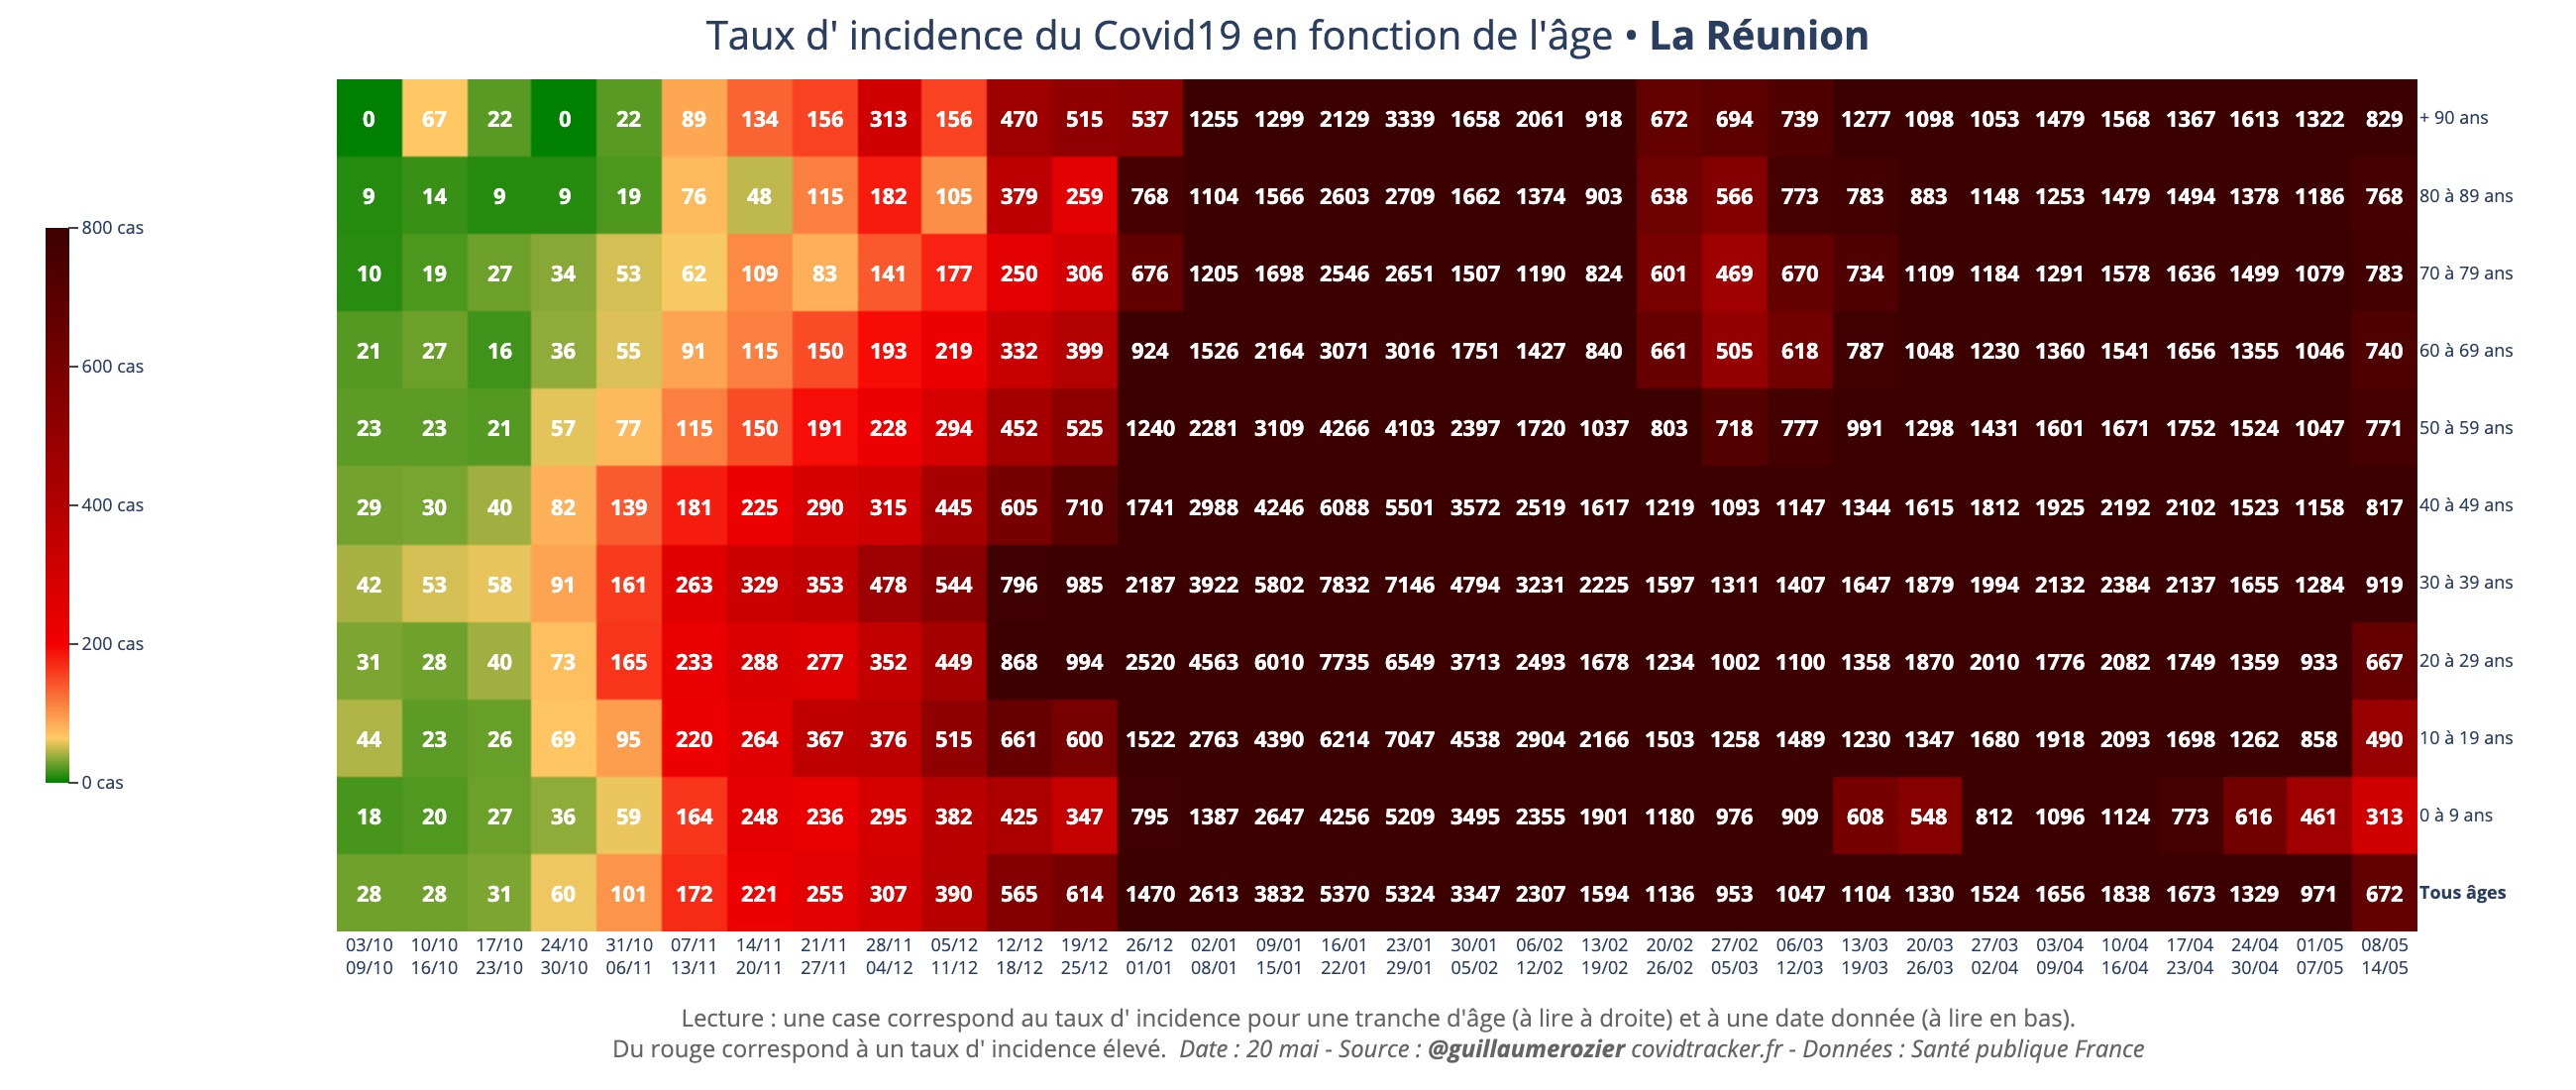 Taux d' incidence du Covid19 en fonction de l'âge • La Réunion
800 cas
600 cas
400 cas
200 cas
0 cas
0 67 22 0 22 89 134 156 313 156 470 515 537 1255 1299 2129 3339 1658 2061 918 672 694 739 1277 1098 1053 1479 1568 1367 1613 1322 829 + 90 ans
9 14 9 9 19 76 48 115 182 105 379 259 768 1104 1566 2603 2709 1662 1374 903 638 566 773 783 883 1148 1253 1479 1494 1378 1186 768 80 à 89 ans
10 19 27 34 53 62 109 83 141 177 250 306 676 1205 1698 2546 2651 1507 1190 824 601 469 670 734 1109 1184 1291 1578 1636 1499 1079 783 70 à 79 ans
21 27 16 36 55 91 115 150 193 219 332 399 924 1526 2164 3071 3016 1751 1427 840 661 505 618 787 1048 1230 1360 1541 1656 1355 1046 740 60 à 69 ans
23 23 21 57 77 115 150 191 228 294 452 525 1240 2281 3109 4266 4103 2397 1720 1037 803 718 777 991 1298 1431 1601 1671 1752 1524 1047 771 50 à 59 ans
29 30 40 82 139 181 225 290 315 445 605 710 1741 2988 4246 6088 5501 3572 2519 1617 1219 1093 1147 1344 1615 1812 1925 2192 2102 1523 1158 817 40 à 49 ans
42 53 58 91 161 263 329 353 478 544 796 985 2187 3922 5802 7832 7146 4794 3231 2225 1597 1311 1407 1647 1879 1994 2132 2384 2137 1655 1284 919 30 à 39 ans
31 28 40 73 165 233 288 277 352 449 868 994 2520 4563 6010 7735 6549 3713 2493 1678 1234 1002 1100 1358 1870 2010 1776 2082 1749 1359 933 667 20 à 29 ans
44 23 26 69 95 220 264 367 376 515 661 600 1522 2763 4390 6214 7047 4538 2904 2166 1503 1258 1489 1230 1347 1680 1918 2093 1698 1262 858 490 10 à 19 ans
18 20 27 36 59 164 248 236 295 382 425 347 795 1387 2647 4256 5209 3495 2355 1901 1180 976 909 608 548 812 1096 1124 773 616 461 313 0 à 9 ans
28 28 31 60 101 172 221 255 307 390 565 614 1470 2613 3832 5370 5324 3347 2307 1594 1136 953 1047 1104 1330 1524 1656 1838 1673 1329 971 672 Tous âges
03/10 10/10 17/10 24/10 31/10 07/11 14/11 21/11 28/11 05/12 12/12 19/12 26/12 02/01 09/01 16/01 23/01 30/01 06/02 13/02 20/02 27/02 06/03 13/03 20/03 27/03 03/04 10/04 17/04 24/04 01/05 08/05
09/10 16/10 23/10 30/10 06/11 13/11 20/11 27/11 04/12 11/12 18/12 25/12 01/01 08/01 15/01 22/01 29/01 05/02 12/02 19/02 26/02 05/03 12/03 19/03 26/03 02/04 09/04 16/04 23/04 30/04 07/05 14/05
Lecture : une case correspond au taux d' incidence pour une tranche d'âge (à lire à droite) et à une date donnée (à lire en bas).
Du rouge correspond à un taux d' incidence élevé. Date : 20 mai - Source : @guillaumerozier covidtracker.fr - Données : Santé publique France